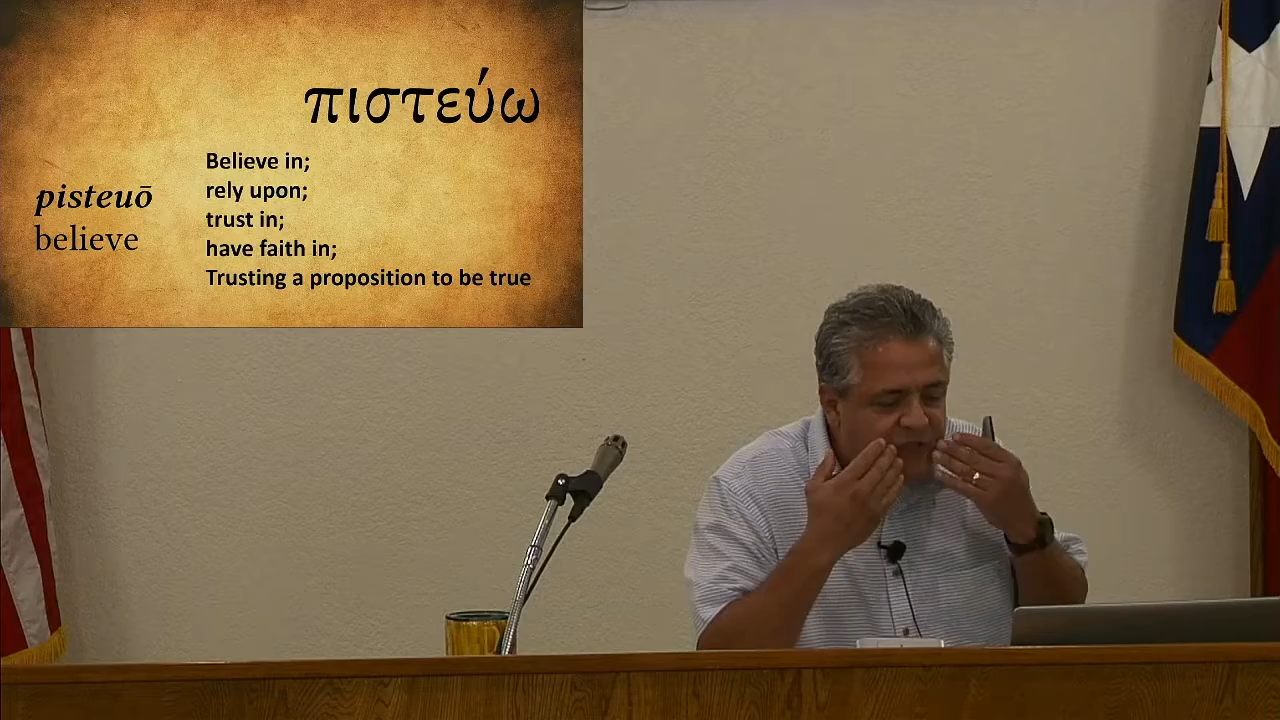 πιστεύω
Believe in;
rely upon;
pisteuō
trust in;
believe
have faith in;
Trusting a proposition to be true